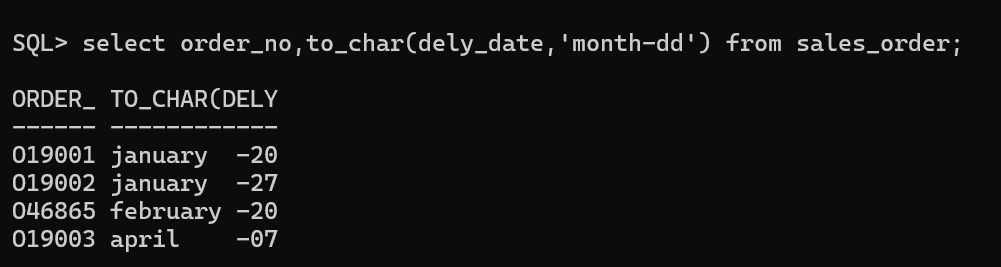 SQL> select order_no,to_char(dely_date,'month-dd') from sales_order;
ORDER_ TO_CHAR(DELY
------ ------------
O19001 january  -20
O19002 january  -27
O46865 february -20
O19003 april    -07